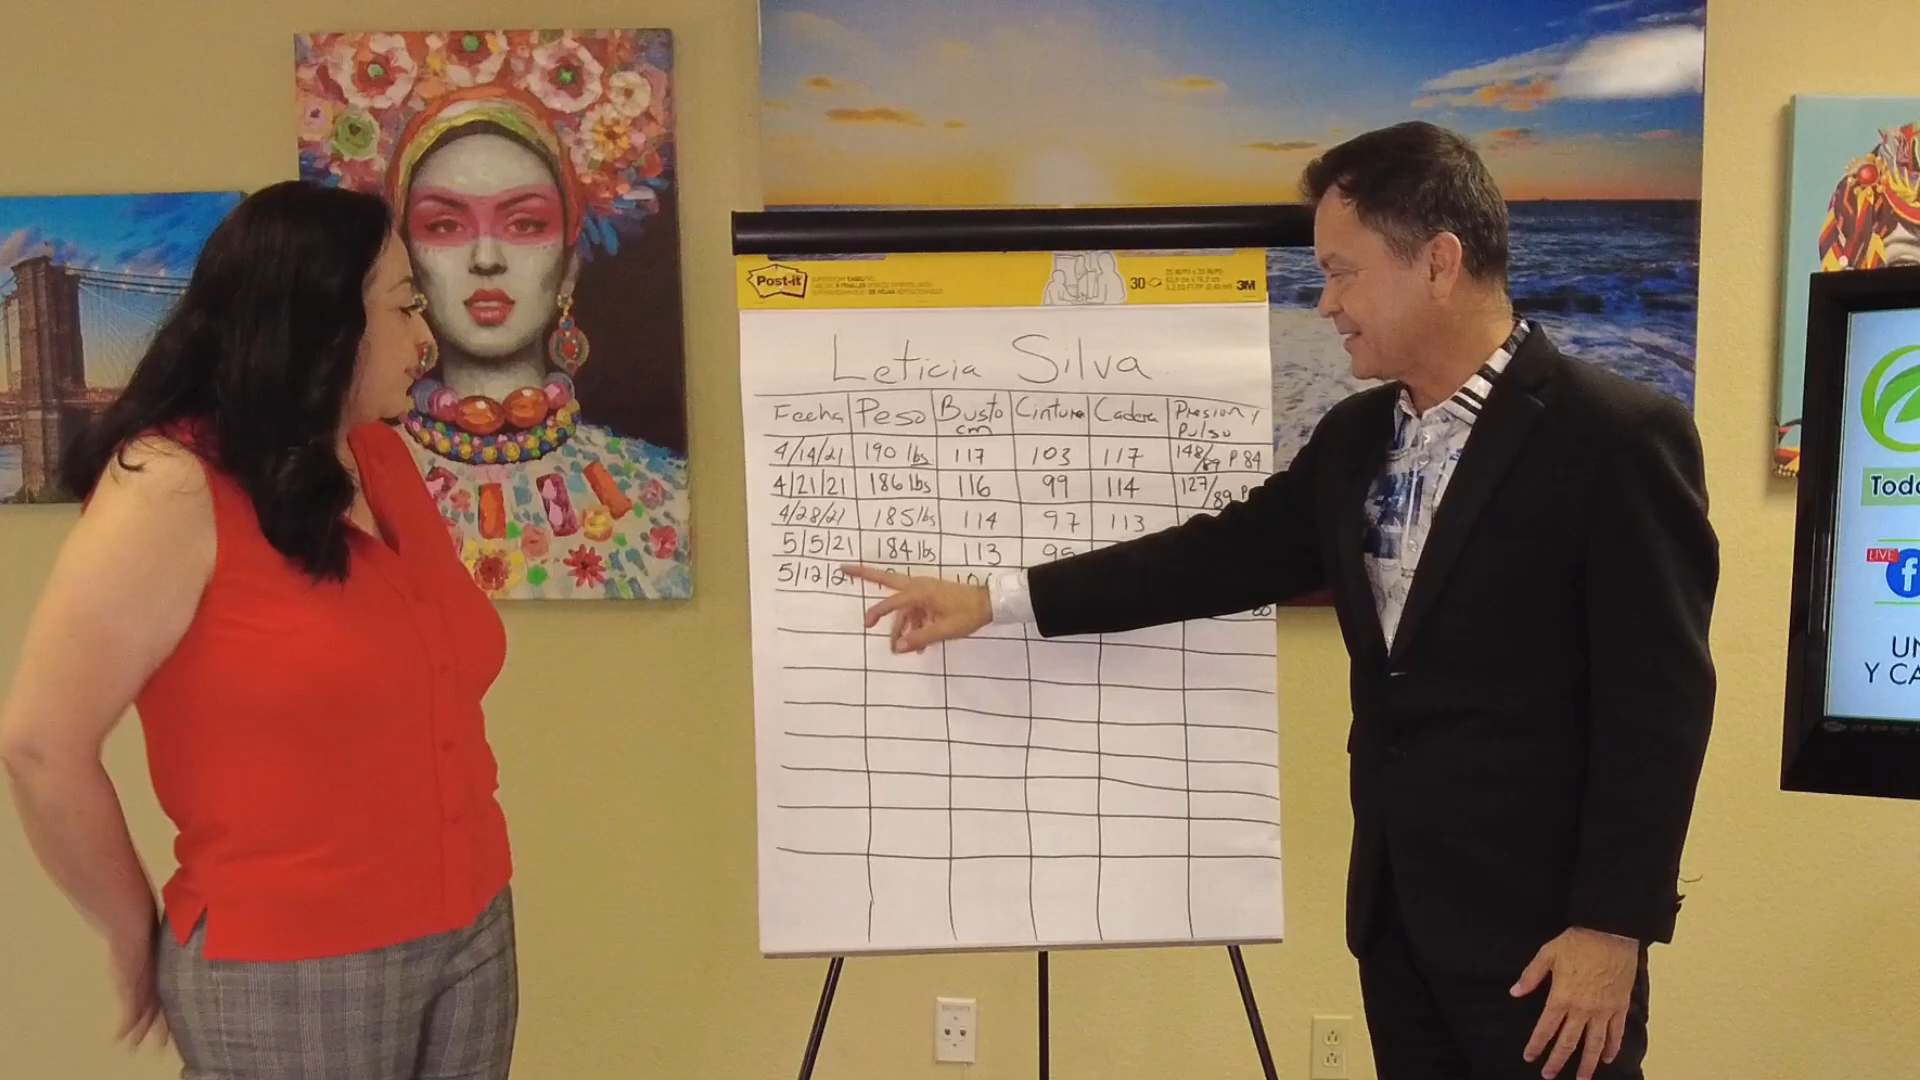 Post-it
30
3M
Leticia Silva
Fecha Peso Busto cm Cintura Cadera Presion y Pulso
4/14/21 190 lbs 117 103 117 148/89 P 84
4/21/21 186 lbs 116 99 114 127/89 P
4/28/21 185 lbs 114 97 113
5/5/21 184 lbs 113
5/12/21
Todo
LIVE
f
UN
Y CA